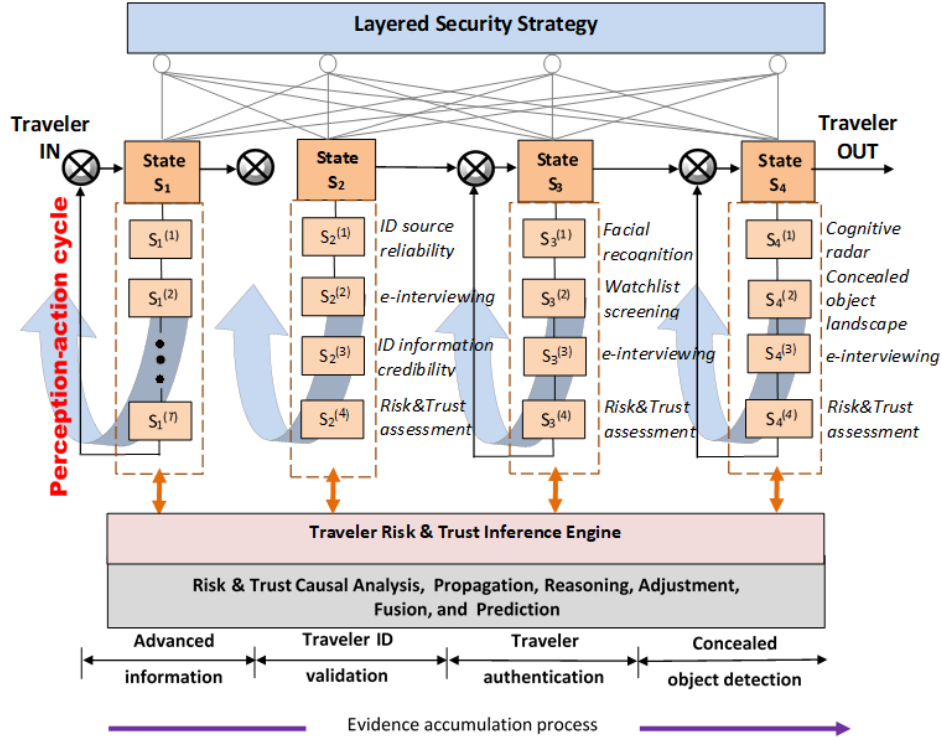 Layered Security Strategy
Traveler
IN
Traveler
OUT
State
S₁
State
S₂
State
S₃
State
S₄
Perception-action cycle
S₁⁽¹⁾
S₁⁽²⁾
S₁⁽⁷⁾
S₂⁽¹⁾
ID source
reliability
S₂⁽²⁾
e-interviewing
S₂⁽³⁾
ID information
credibility
S₂⁽⁴⁾
Risk&Trust
assessment
S₃⁽¹⁾
Facial
recognition
S₃⁽²⁾
Watchlist
screening
S₃⁽³⁾
e-interviewing
S₃⁽⁴⁾
Risk&Trust
assessment
S₄⁽¹⁾
Cognitive
radar
S₄⁽²⁾
Concealed
object
landscape
S₄⁽³⁾
e-interviewing
S₄⁽⁴⁾
Risk&Trust
assessment
Traveler Risk & Trust Inference Engine
Risk & Trust Causal Analysis, Propagation, Reasoning, Adjustment,
Fusion, and Prediction
Advanced
information
Traveler ID
validation
Traveler
authentication
Concealed
object detection
Evidence accumulation process